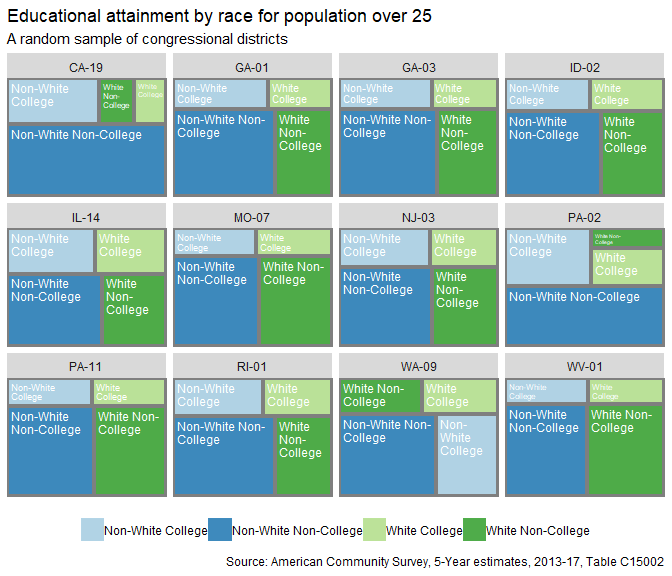 Educational attainment by race for population over 25
A random sample of congressional districts
CA-19
GA-01
GA-03
ID-02
Non-White
College
White
Non-
College
White
College
Non-White Non-College
Non-White
College
White
College
Non-White Non-
College
White
Non-
College
Non-White
College
White
College
Non-White Non-
College
White
Non-
College
Non-White
College
White
College
Non-White
Non-College
White
Non-
College
IL-14
MO-07
NJ-03
PA-02
Non-White
College
White
College
Non-White
Non-College
White
Non-
College
Non-White
College
White
College
Non-White
Non-College
White Non-
College
Non-White
College
White
College
Non-White
Non-College
White
Non-
College
Non-White
College
White Non-
College
White
College
Non-White Non-College
PA-11
RI-01
WA-09
WV-01
Non-White
College
White
College
Non-White
Non-College
White Non-
College
Non-White
College
White
College
Non-White Non-
College
White
Non-
College
White Non-
College
White
College
Non-White Non-
College
Non-
White
College
Non-White
College
White
College
Non-White
Non-College
White Non-
College
Non-White College Non-White Non-College White College White Non-College
Source: American Community Survey, 5-Year estimates, 2013-17, Table C15002